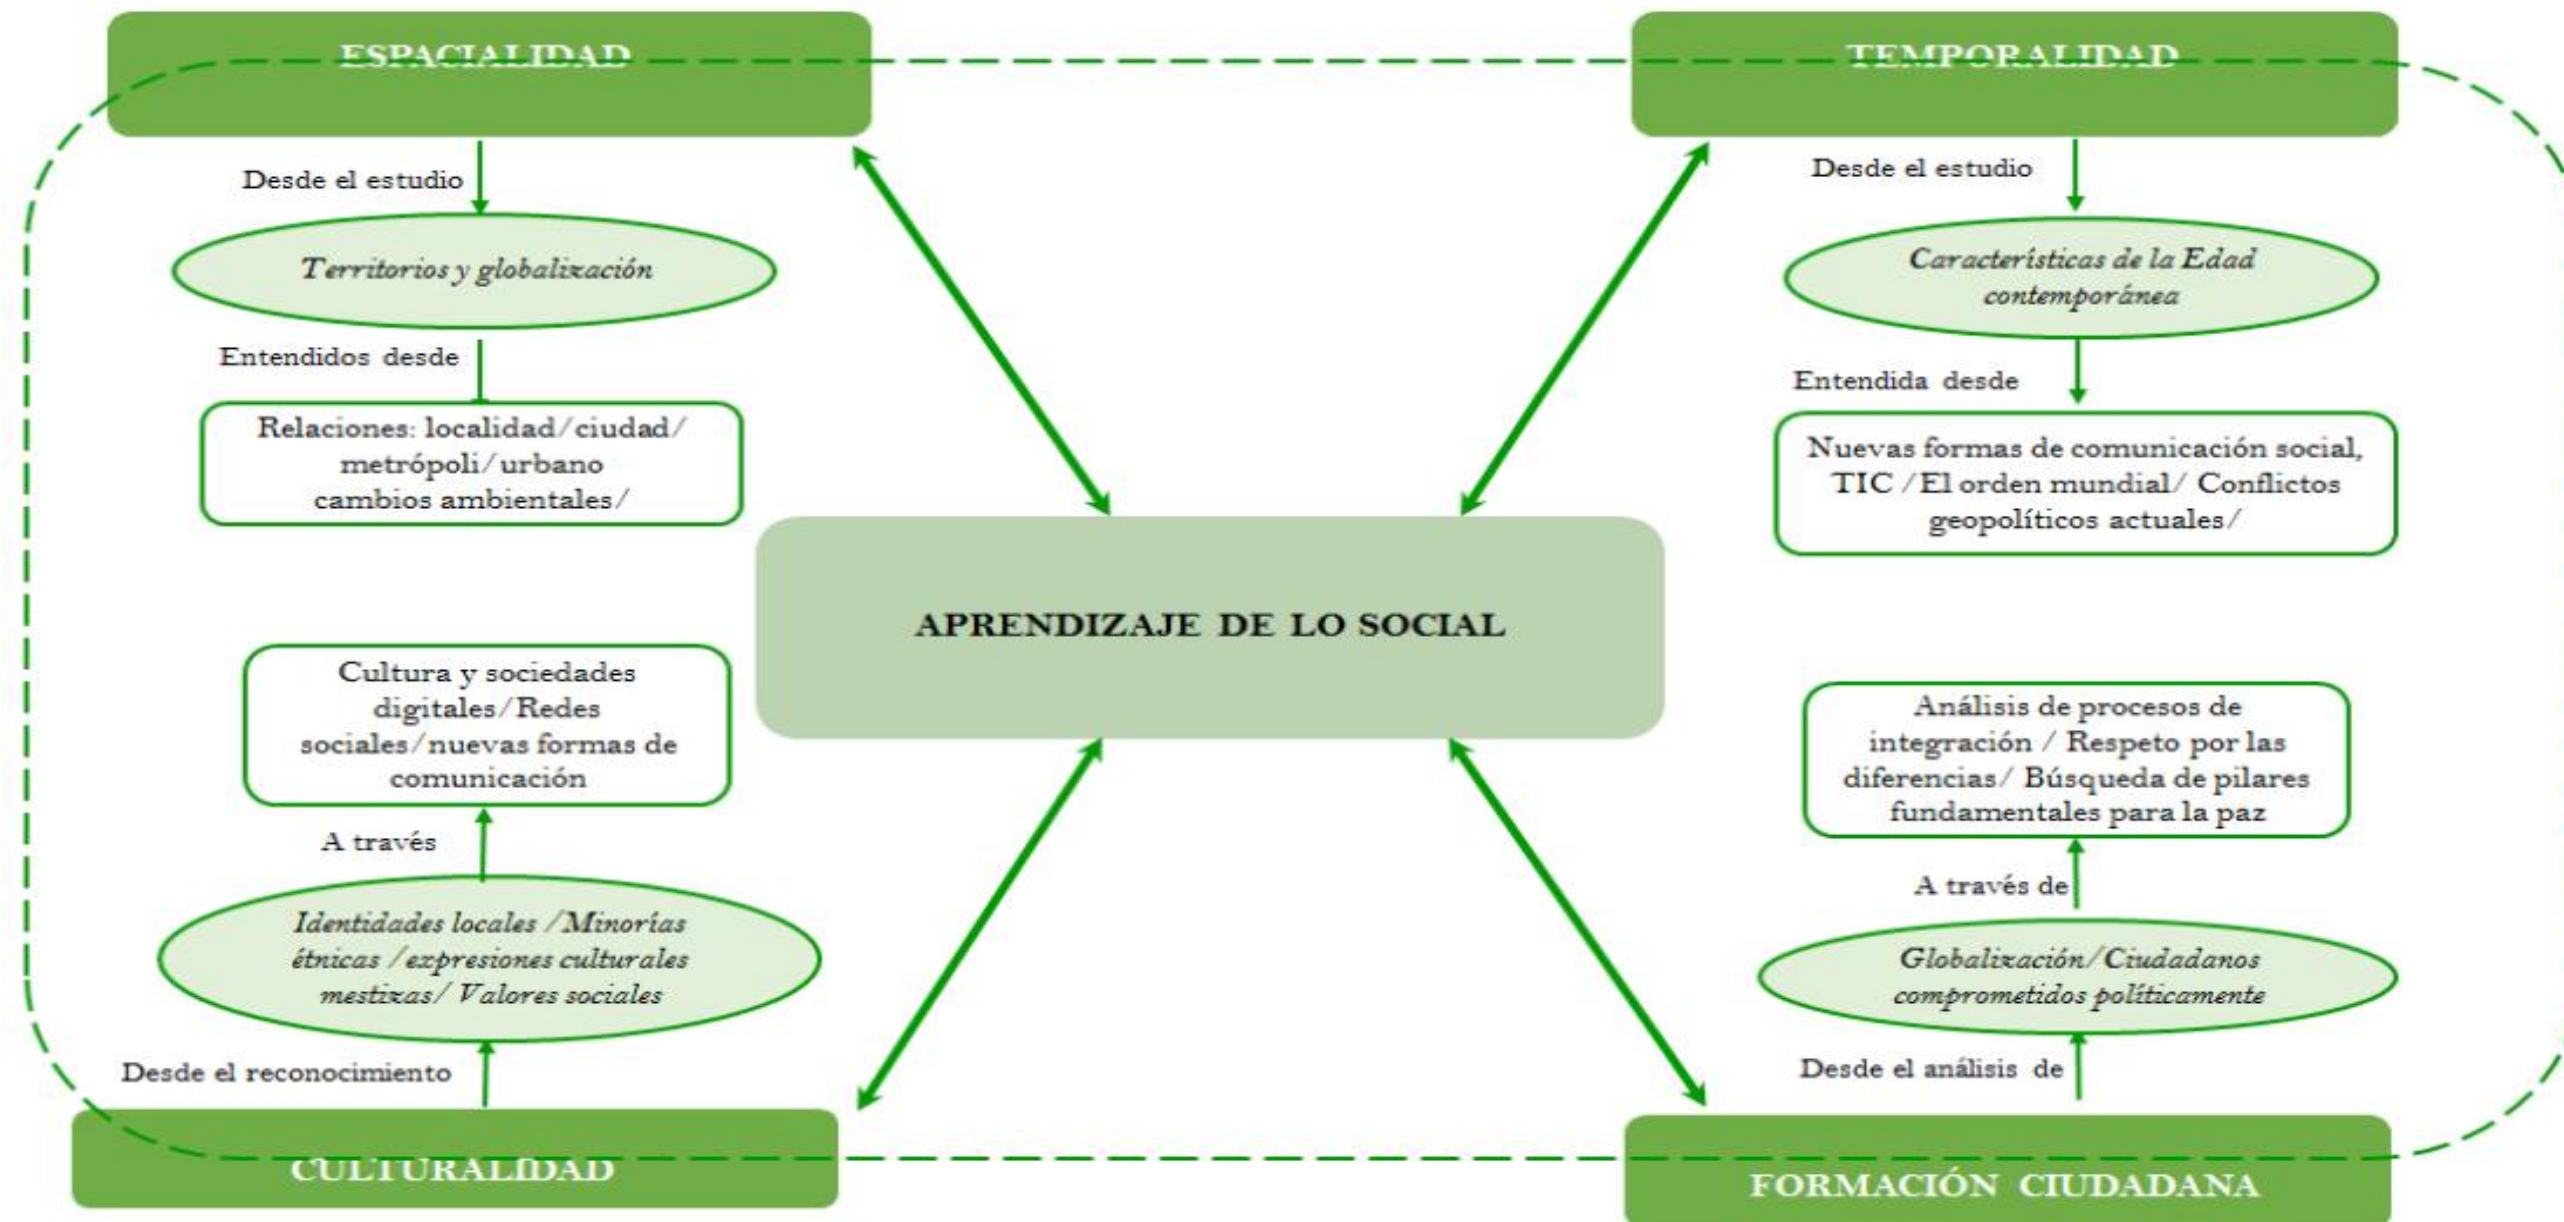 ESPACIALIDAD
Desde el estudio
Territorios y globalización
Entendidos desde
Relaciones: localidad/ciudad/
metrópoli/urbano
cambios ambientales/
TEMPORALIDAD
Desde el estudio
Características de la Edad
contemporánea
Entendida desde
Nuevas formas de comunicación social,
TIC /El orden mundial/ Conflictos
geopolíticos actuales/
APRENDIZAJE DE LO SOCIAL
Cultura y sociedades
digitales/Redes
sociales/nuevas formas de
comunicación
A través
Identidades locales /Minorías
étnicas /expresiones culturales
mestizas/ Valores sociales
Desde el reconocimiento
CULTURALIDAD
Análisis de procesos de
integración / Respeto por las
diferencias/ Búsqueda de pilares
fundamentales para la paz
A través de
Globalización/Ciudadanos
comprometidos políticamente
Desde el análisis de
FORMACIÓN CIUDADANA